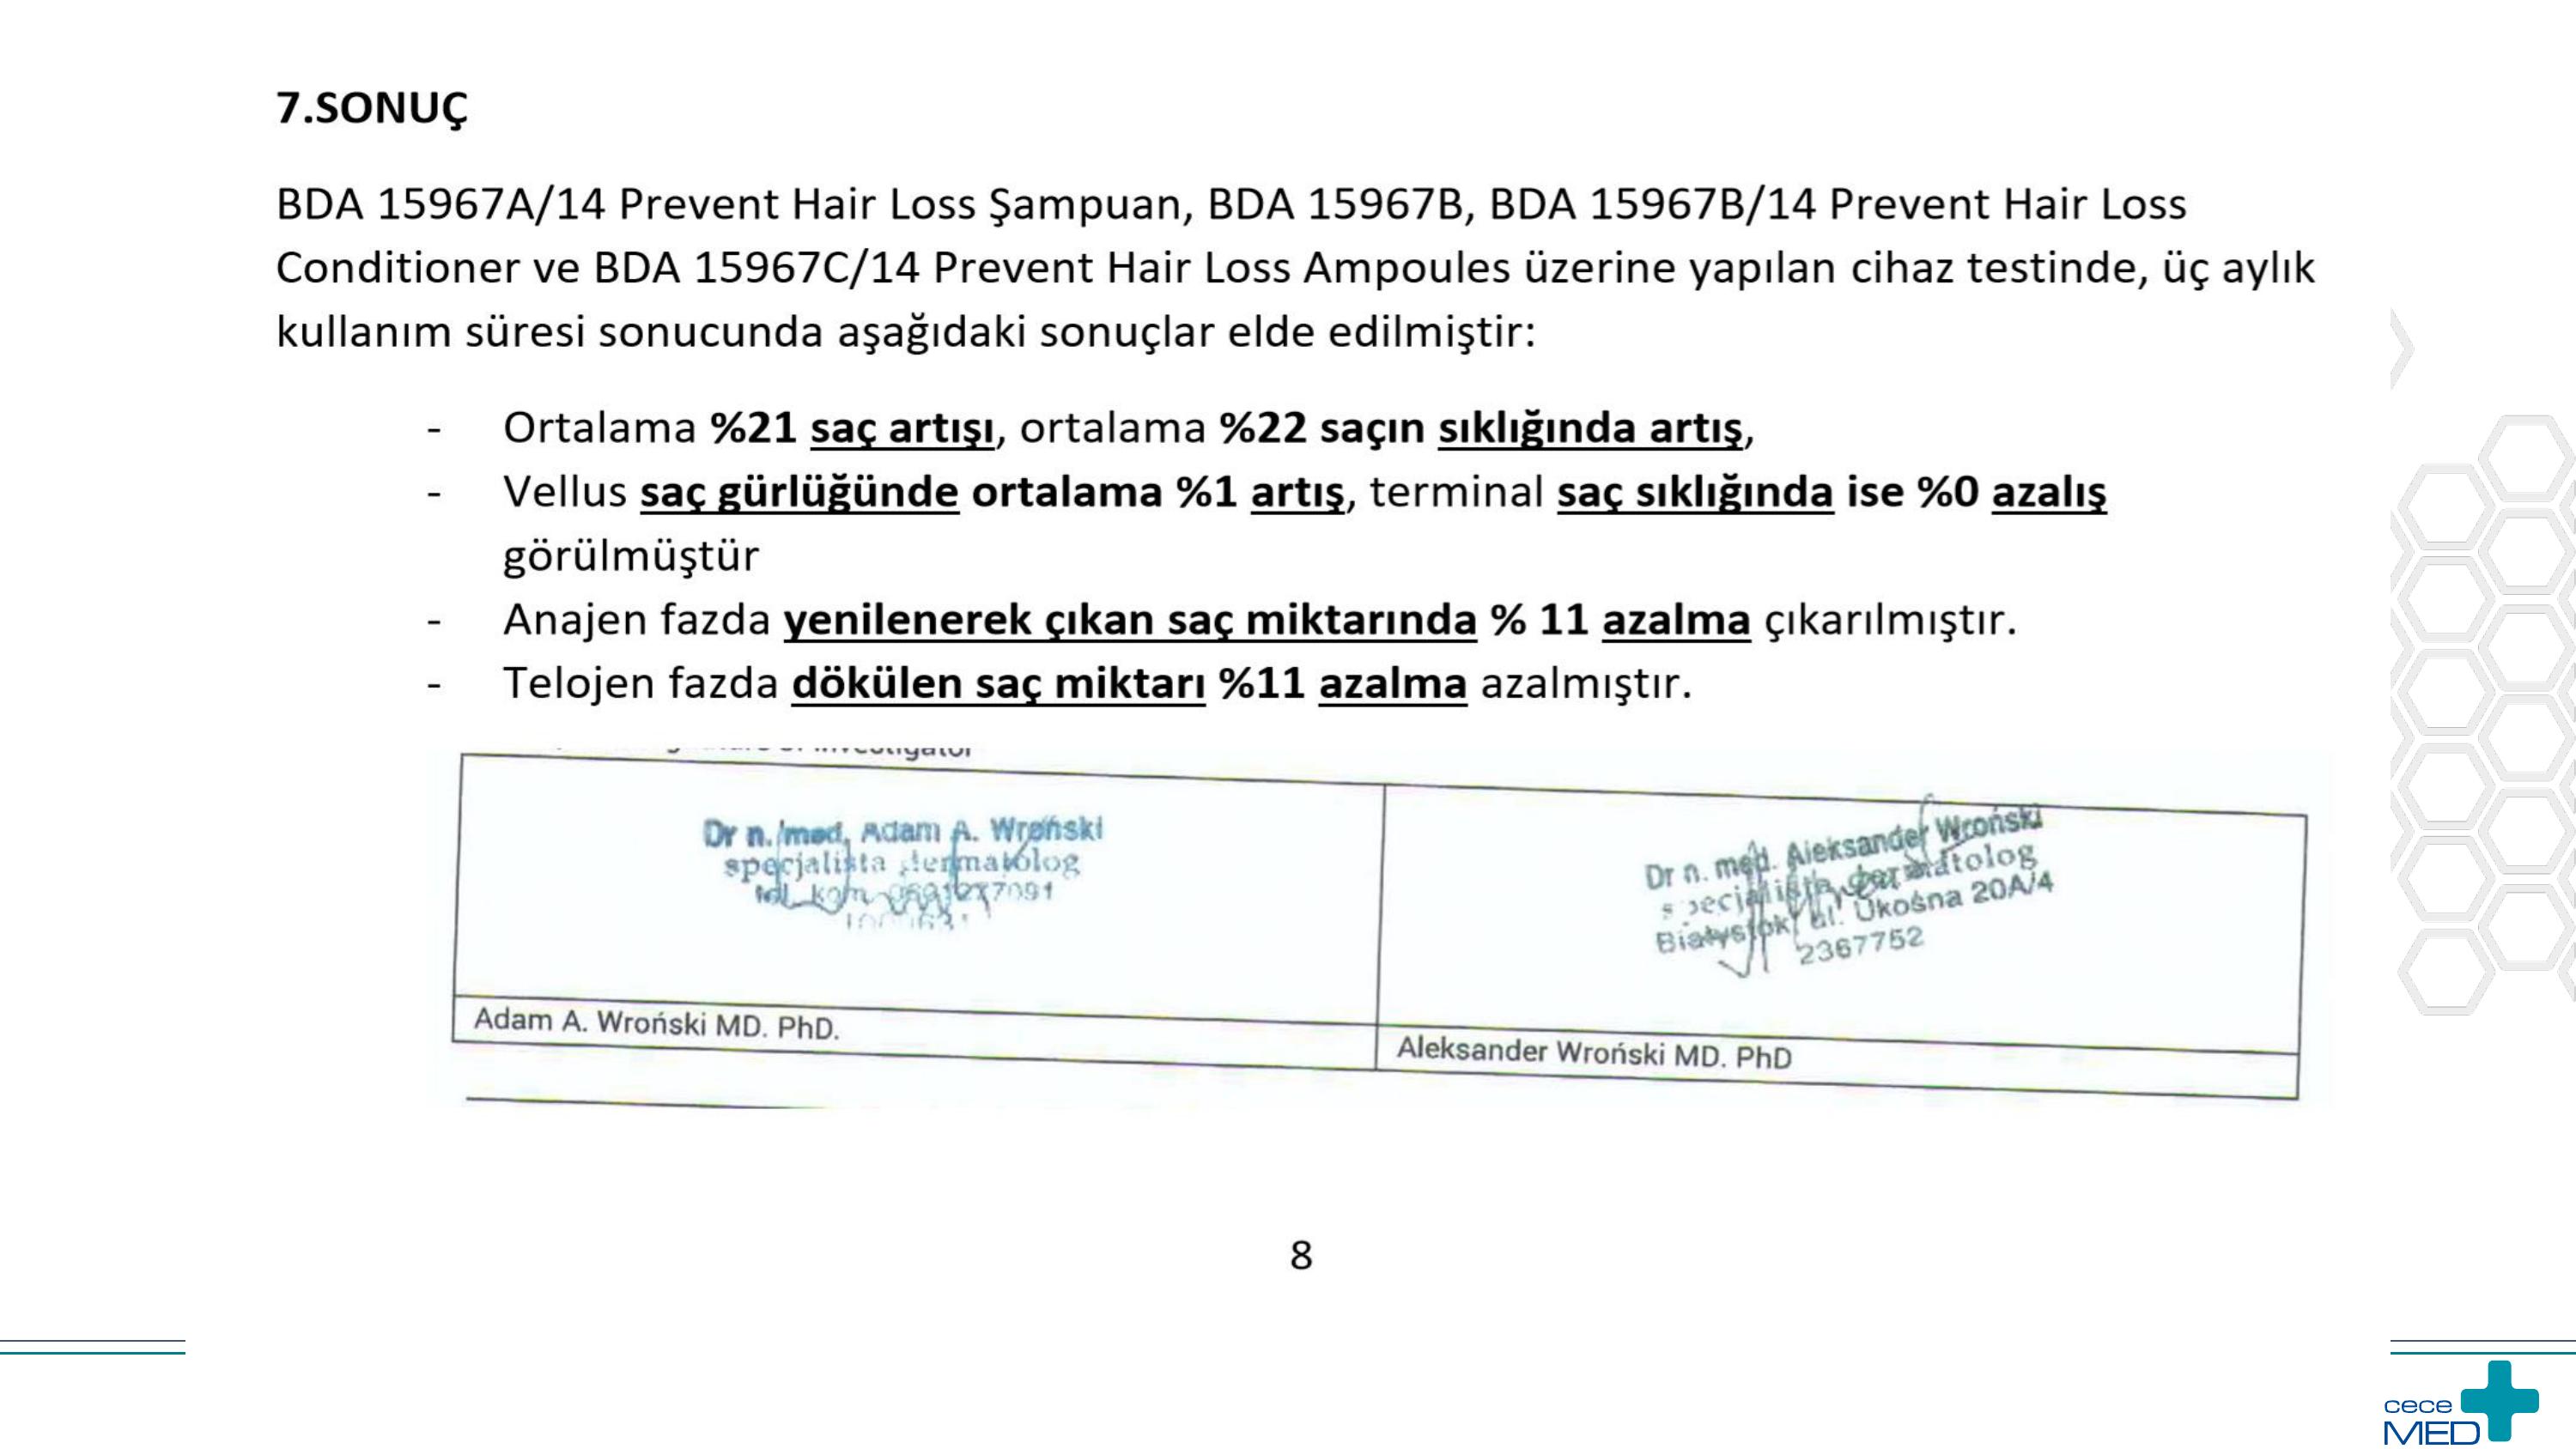 7.SONUÇ
BDA 15967A/14 Prevent Hair Loss Şampuan, BDA 15967B, BDA 15967B/14 Prevent Hair Loss
Conditioner ve BDA 15967C/14 Prevent Hair Loss Ampoules üzerine yapılan cihaz testinde, üç aylık
kullanım süresi sonucunda aşağıdaki sonuçlar elde edilmiştir:
- Ortalama %21 saç artışı, ortalama %22 saçın sıklığında artış,
- Vellus saç gürlüğünde ortalama %1 artış, terminal saç sıklığında ise %0 azalış
görülmüştür
- Anajen fazda yenilenerek çıkan saç miktarında % 11 azalma çıkarılmıştır.
- Telojen fazda dökülen saç miktarı %11 azalma azalmıştır.
investigator
Dr n. med. Adam A. Wroński
specjalista dermatolog
tel. kom.
Dr n. med. Aleksander Wroński
specjalista dermatolog
Białystok, ul. Ukośna 20A/4
2367752
Adam A. Wroński MD. PhD.
Aleksander Wroński MD. PhD
8
cece
MED